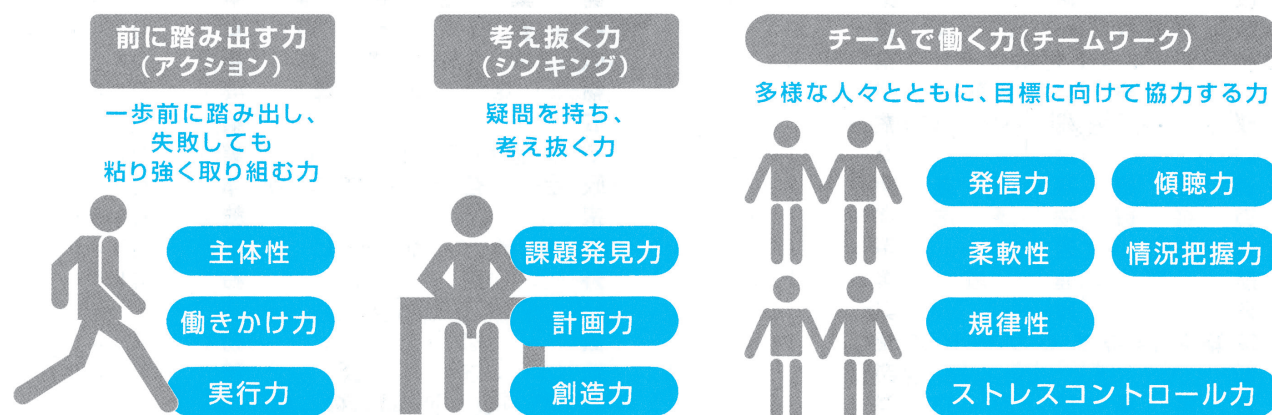 前に踏み出す力
(アクション)
一歩前に踏み出し、
失敗しても
粘り強く取り組む力
主体性
働きかけ力
実行力
考え抜く力
(シンキング)
疑問を持ち、
考え抜く力
課題発見力
計画力
創造力
チームで働く力(チームワーク)
多様な人々とともに、目標に向けて協力する力
発信力
傾聴力
柔軟性
情況把握力
規律性
ストレスコントロール力